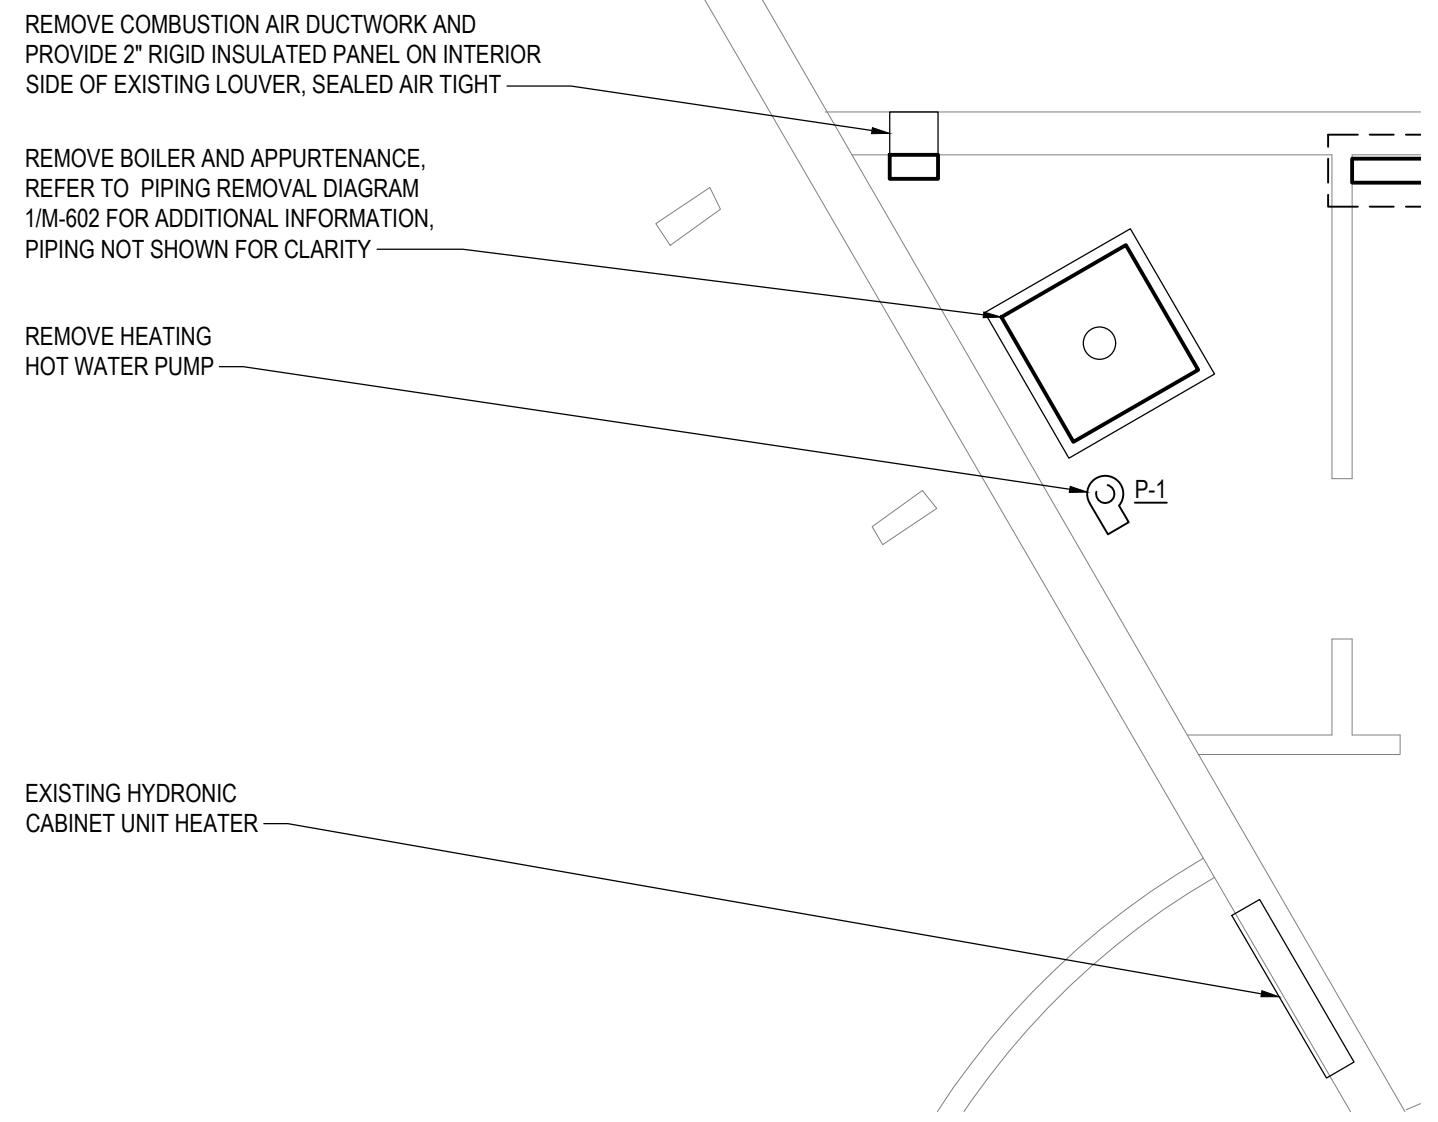 REMOVE COMBUSTION AIR DUCTWORK AND
PROVIDE 2" RIGID INSULATED PANEL ON INTERIOR
SIDE OF EXISTING LOUVER, SEALED AIR TIGHT
REMOVE BOILER AND APPURTENANCE,
REFER TO PIPING REMOVAL DIAGRAM
1/M-602 FOR ADDITIONAL INFORMATION,
PIPING NOT SHOWN FOR CLARITY
REMOVE HEATING
HOT WATER PUMP
P-1
EXISTING HYDRONIC
CABINET UNIT HEATER